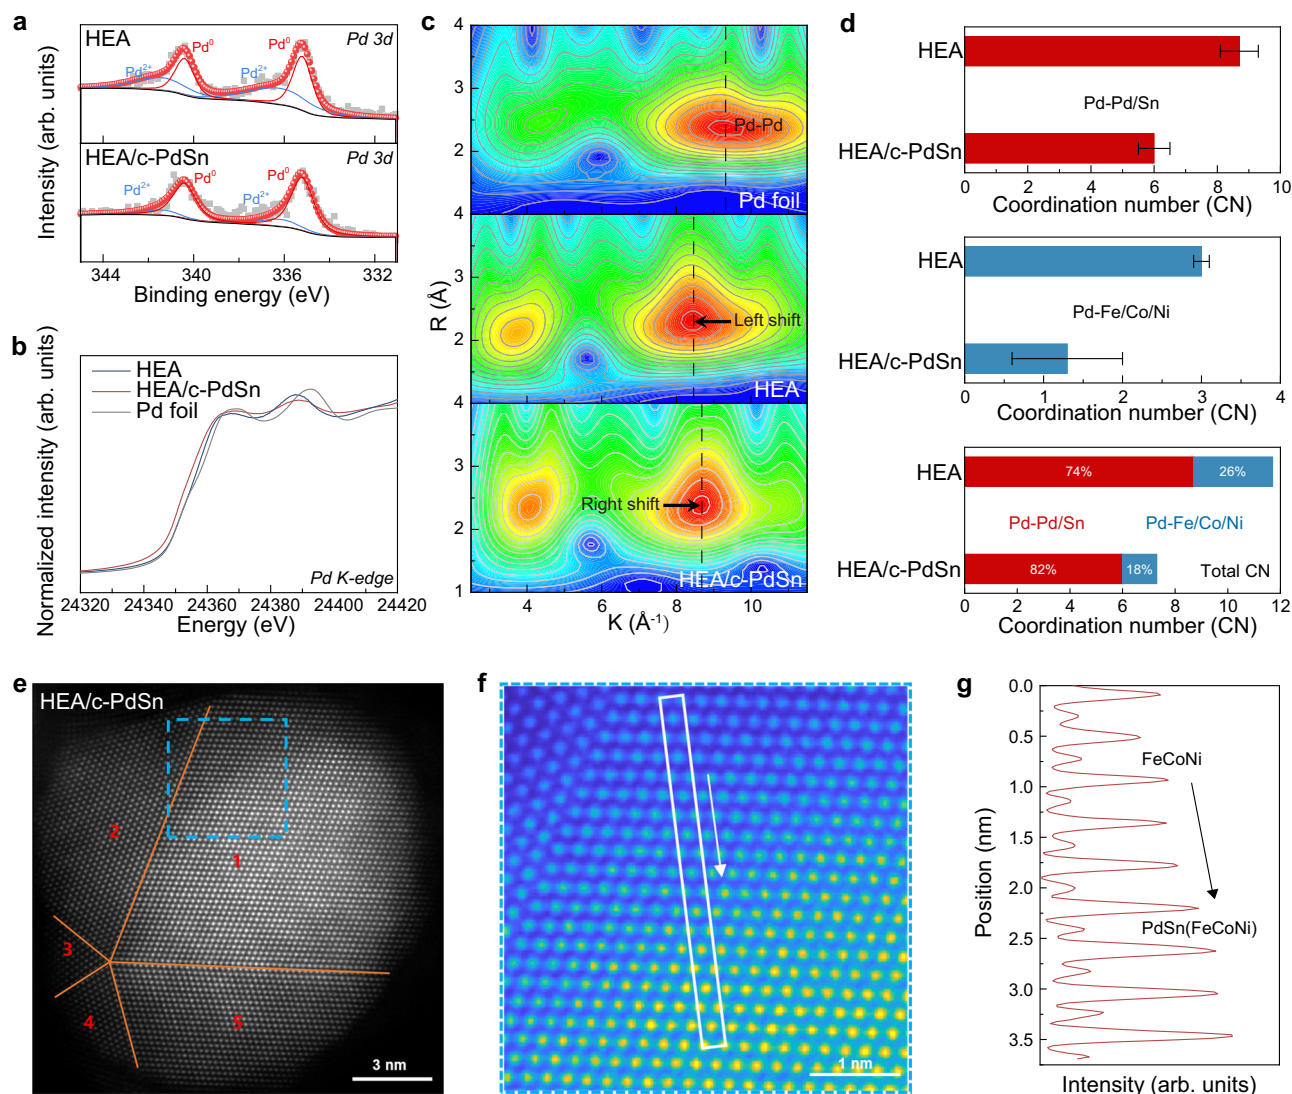 a
HEA
Pd 3d
Pd²⁺
Pd⁰
Pd²⁺
Pd⁰
HEA/c-PdSn
Pd 3d
Pd²⁺
Pd⁰
Pd²⁺
Pd⁰
Intensity (arb. units)
344
340
336
332
Binding energy (eV)
b
HEA
HEA/c-PdSn
Pd foil
Pd K-edge
Normalized intensity (arb. units)
24320
24340
24360
24380
24400
24420
Energy (eV)
c
4
3
2
Pd-Pd
Pd foil
4
3
2
Left shift
HEA
4
3
2
1
Right shift
HEA/c-PdSn
R (Å)
4
6
8
10
K (Å⁻¹)
d
HEA
Pd-Pd/Sn
HEA/c-PdSn
0
2
4
6
8
10
Coordination number (CN)
HEA
Pd-Fe/Co/Ni
HEA/c-PdSn
0
1
2
3
4
Coordination number (CN)
HEA
74%
26%
Pd-Pd/Sn
Pd-Fe/Co/Ni
HEA/c-PdSn
82%
18%
Total CN
0
2
4
6
8
10
12
Coordination number (CN)
e
HEA/c-PdSn
2
1
3
4
5
3 nm
f
1 nm
g
0.0
0.5
1.0
1.5
2.0
2.5
3.0
3.5
Position (nm)
FeCoNi
PdSn(FeCoNi)
Intensity (arb. units)